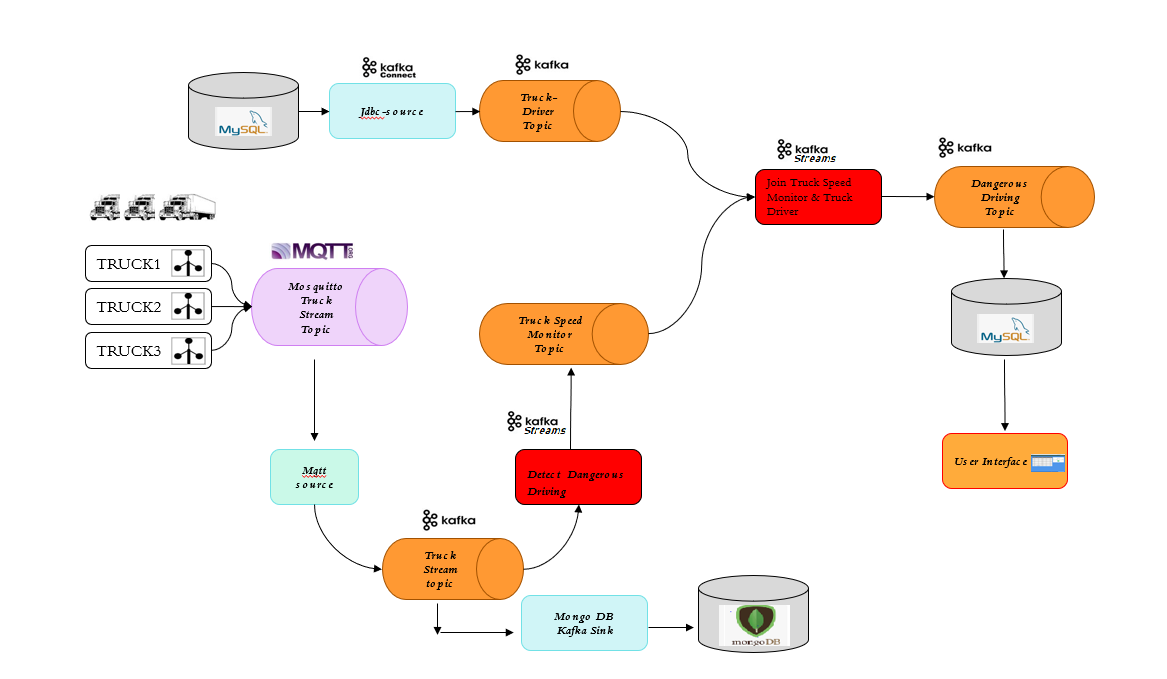 kafka
Connect
kafka
MySQL
Jdbc-source
Truck-
Driver
Topic
kafka
Streams
kafka
Join Truck Speed
Monitor & Truck
Driver
Dangerous
Driving
Topic
MQTT
.ORG
TRUCK1
TRUCK2
TRUCK3
Mosquitto
Truck
Stream
Topic
Truck Speed
Monitor
Topic
MySQL
kafka
Streams
User Interface
Mqtt
source
Detect Dangerous
Driving
kafka
Truck
Stream
topic
Mongo DB
Kafka Sink
mongoDB